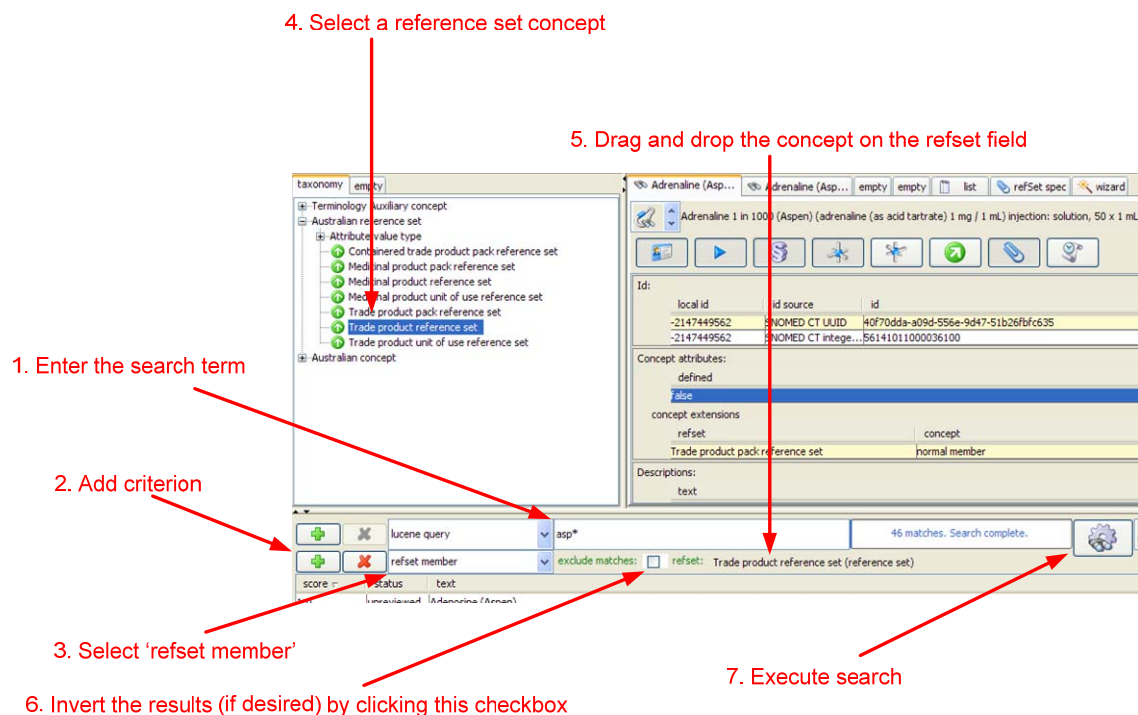 4. Select a reference set concept
5. Drag and drop the concept on the refset field
taxonomy empty
Terminology Auxiliary concept
Australian reference set
Attribute value type
Containered trade product pack reference set
Medicinal product pack reference set
Medicinal product reference set
Medicinal product unit of use reference set
Trade product pack reference set
Trade product reference set
Trade product unit of use reference set
Australian concept
Adrenaline (Asp... Adrenaline (Asp... empty empty list refSet spec wizard
Adrenaline 1 in 1000 (Aspen) (adrenaline (as acid tartrate) 1 mg / 1 mL) injection: solution, 50 x 1 mL
Id:
local id id source id
-2147449562 SNOMED CT UUID 40f70dda-a09d-556e-9d47-51b26fbfc635
-2147449562 SNOMED CT intege... 56141011000036100
Concept attributes:
defined
false
concept extensions
refset concept
Trade product pack reference set normal member
Descriptions:
text
1. Enter the search term
2. Add criterion
lucene query asp* 46 matches. Search complete.
refset member exclude matches: refset: Trade product reference set (reference set)
score status text
unreviewed Adenosine (Aspen)
3. Select ‘refset member’
7. Execute search
6. Invert the results (if desired) by clicking this checkbox